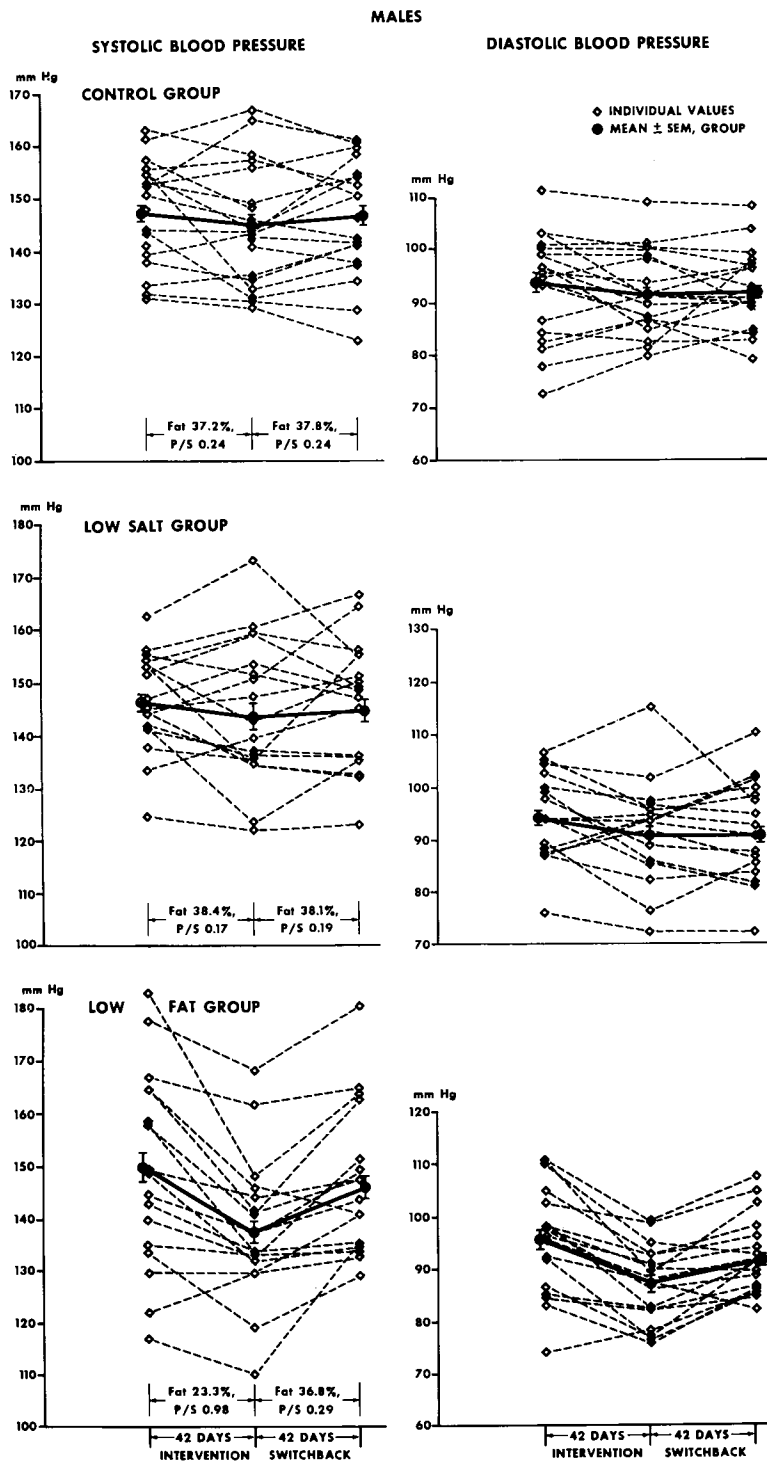 MALES
SYSTOLIC BLOOD PRESSURE
DIASTOLIC BLOOD PRESSURE
mm Hg
CONTROL GROUP
170
160
150
140
130
120
110
100
Fat 37.2%, Fat 37.8%,
P/S 0.24 P/S 0.24
INDIVIDUAL VALUES
MEAN ± SEM, GROUP
mm Hg
110
100
90
80
70
60
mm Hg
LOW SALT GROUP
180
170
160
150
140
130
120
110
100
Fat 38.4%, Fat 38.1%,
P/S 0.17 P/S 0.19
mm Hg
130
120
110
100
90
80
70
mm Hg
LOW FAT GROUP
180
170
160
150
140
130
120
110
100
Fat 23.3%, Fat 36.8%,
P/S 0.98 P/S 0.29
42 DAYS 42 DAYS
INTERVENTION SWITCHBACK
mm Hg
120
110
100
90
80
70
60
42 DAYS 42 DAYS
INTERVENTION SWITCHBACK